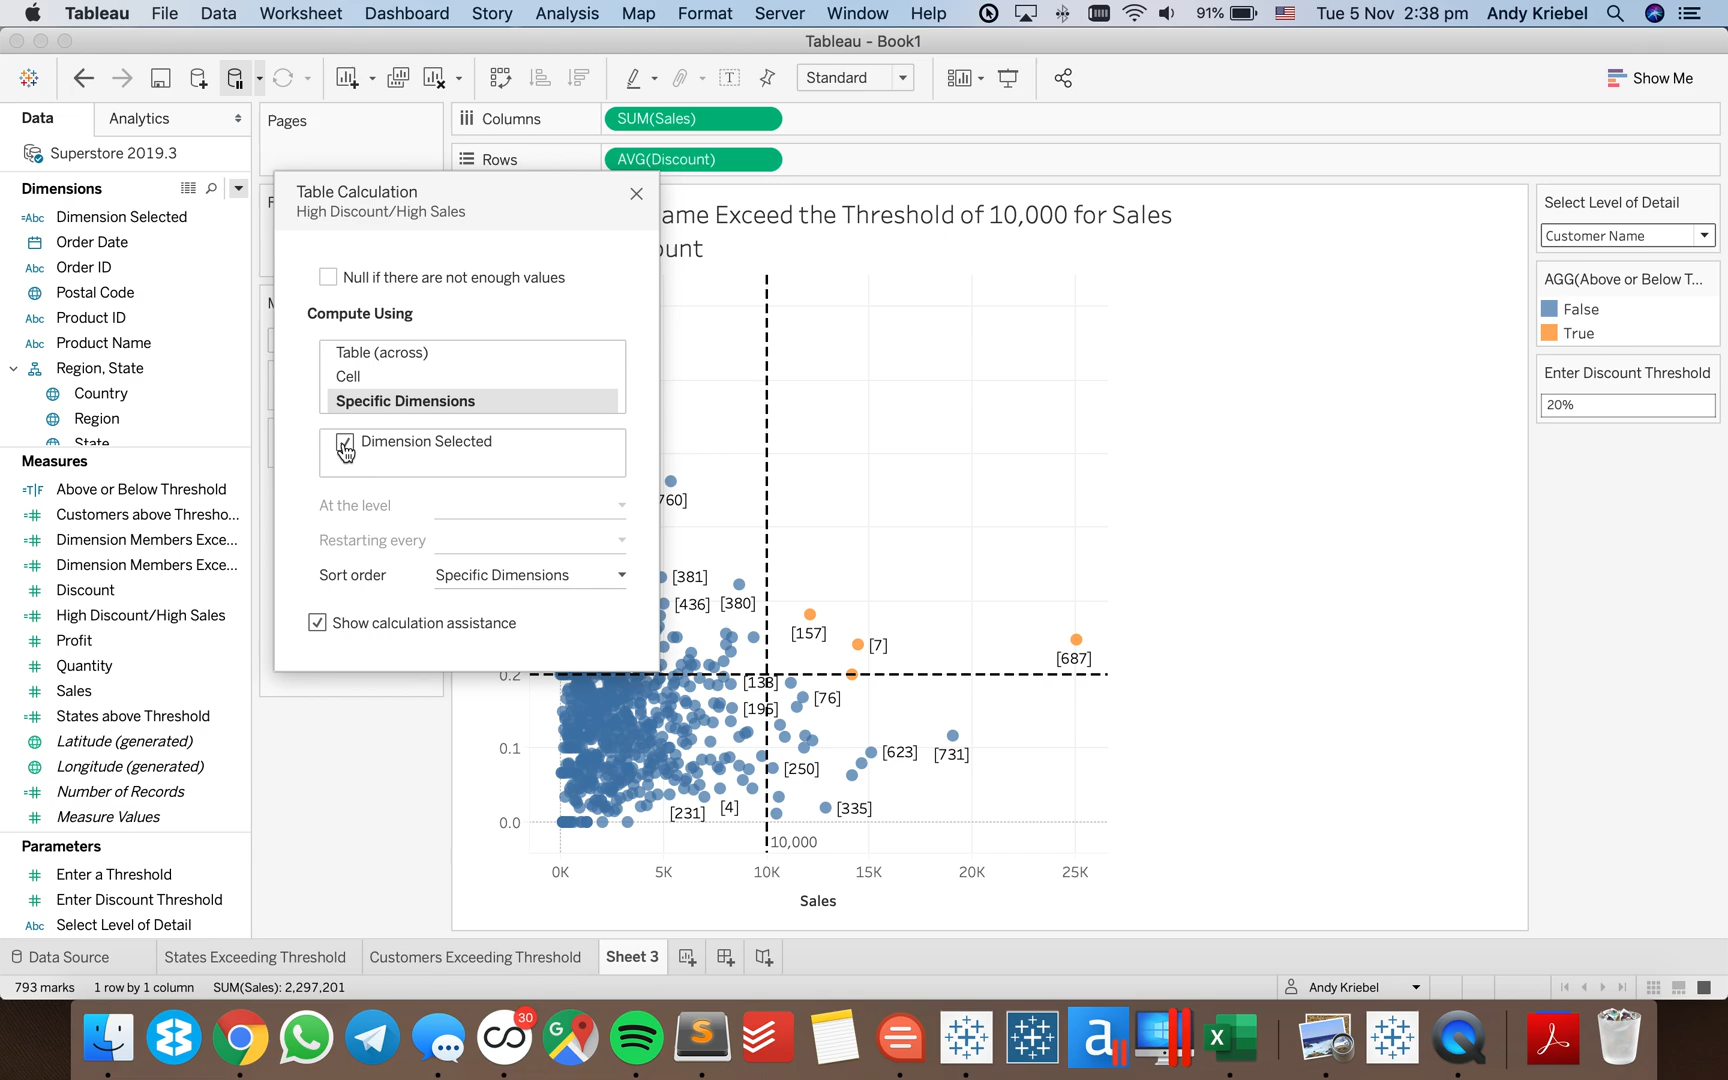 Tableau File Data Worksheet Dashboard Story Analysis Map Format Server Window Help 91% Tue 5 Nov 2:38 pm Andy Kriebel
Tableau - Book1
Standard Show Me
Data Analytics
Superstore 2019.3
Dimensions
=Abc Dimension Selected
Order Date
Abc Order ID
Postal Code
Abc Product ID
Abc Product Name
Region, State
Country
Region
State
Measures
=T|F Above or Below Threshold
=# Customers above Thresho...
=# Dimension Members Exce...
=# Dimension Members Exce...
# Discount
=# High Discount/High Sales
# Profit
# Quantity
# Sales
=# States above Threshold
Latitude (generated)
Longitude (generated)
=# Number of Records
# Measure Values
Parameters
# Enter a Threshold
# Enter Discount Threshold
Abc Select Level of Detail
Pages
Columns SUM(Sales)
Rows AVG(Discount)
Table Calculation
High Discount/High Sales
Null if there are not enough values
Compute Using
Table (across)
Cell
Specific Dimensions
Dimension Selected
At the level
Restarting every
Sort order Specific Dimensions
Show calculation assistance
ame Exceed the Threshold of 10,000 for Sales
ount
760]
[381]
[436] [380]
[157]
[7]
[687]
0.2
[138]
[76]
[195]
0.1
[623] [731]
[250]
[231] [4] [335]
0.0
10,000
0K 5K 10K 15K 20K 25K
Sales
Select Level of Detail
Customer Name
AGG(Above or Below T...
False
True
Enter Discount Threshold
20%
Data Source States Exceeding Threshold Customers Exceeding Threshold Sheet 3
793 marks 1 row by 1 column SUM(Sales): 2,297,201 Andy Kriebel
30